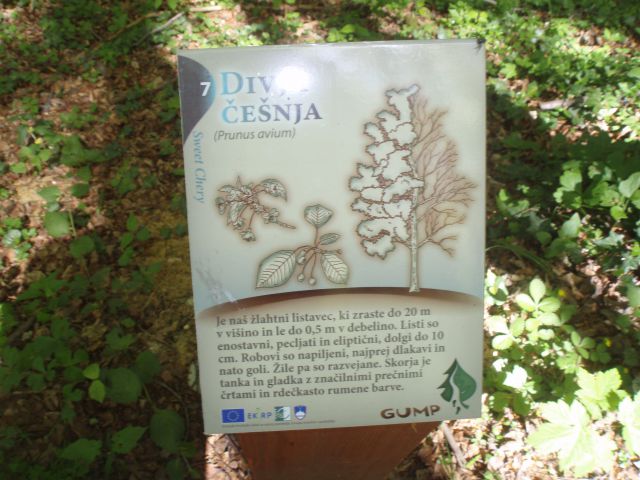 7
DIVJA
ČEŠNJA
(Prunus avium)
Sweet Chery
Je naš žlahtni listavec, ki zraste do 20 m
v višino in le do 0,5 m v debelino. Listi so
enostavni, pecljati in eliptični, dolgi do 10
cm. Robovi so napiljeni, najprej dlakavi in
nato goli. Žile pa so razvejane. Skorja je
tanka in gladka z značilnimi prečnimi
črtami in rdečkasto rumene barve.
GUMP